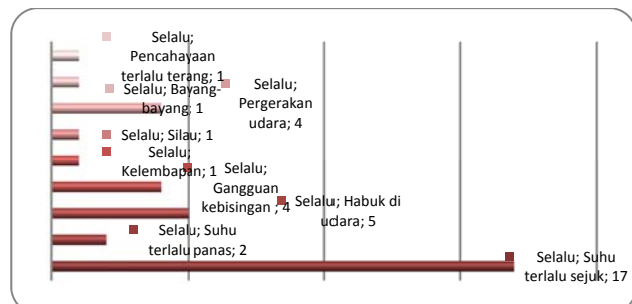 Selalu;
Pencahayaan
terlalu terang; 1
Selalu; Bayang-
bayang; 1
Selalu;
Pergerakan
udara; 4
Selalu; Silau; 1
Selalu;
Kelembapan; 1
Selalu;
Gangguan
kebisingan ; 4
Selalu; Habuk di
udara; 5
Selalu; Suhu
terlalu panas; 2
Selalu; Suhu
terlalu sejuk; 17